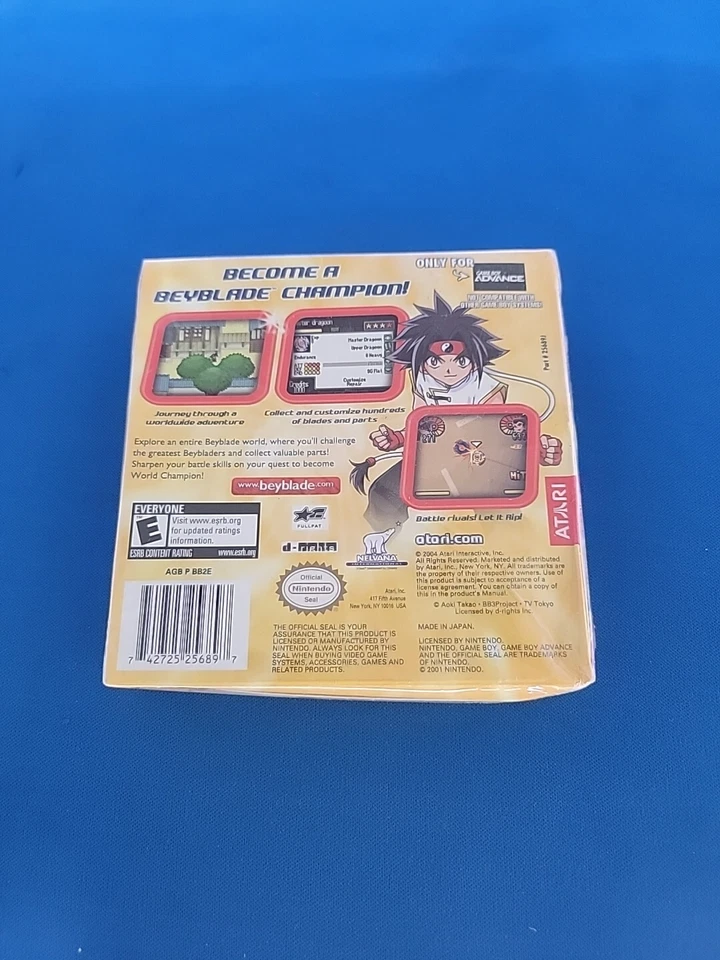 BECOME A
BEYBLADE CHAMPION!
ONLY FOR
GAME BOY
ADVANCE
NOT COMPATIBLE WITH
OTHER GAME BOY SYSTEMS!
Part # 25689J
dragoon
Master Dragoon
Upper Dragoon
Endurance
8 Heavy
SG Flat
Customize
Repair
Credits
HIT
Journey through a
worldwide adventure
Collect and customize hundreds
of blades and parts
Explore an entire Beyblade world, where you'll challenge
the greatest Beybladers and collect valuable parts!
Sharpen your battle skills on your quest to become
World Champion!
www.beyblade.com
Battle rivals! Let It Rip!
ATARI
EVERYONE
E
Visit www.esrb.org
for updated ratings
information.
ESRB CONTENT RATING www.esrb.org
FULLFAT
d-rights
NELVANA
INTERNATIONAL
atari.com
© 2004 Atari Interactive, Inc.
All Rights Reserved. Marketed and distributed
by Atari, Inc., New York, NY. All trademarks are
the property of their respective owners. Use of
this product is subject to acceptance of a
license agreement. You can obtain a copy of
this in the product's Manual.
© Aoki Takao • BB3Project • TV Tokyo
Licensed by d-rights Inc
AGB P BB2E
7 42725 25689 7
Official
Nintendo
Seal
Atari, Inc.
417 Fifth Avenue
New York, NY 10016 USA
THE OFFICIAL SEAL IS YOUR
ASSURANCE THAT THIS PRODUCT IS
LICENSED OR MANUFACTURED BY
NINTENDO. ALWAYS LOOK FOR THIS
SEAL WHEN BUYING VIDEO GAME
SYSTEMS, ACCESSORIES, GAMES AND
RELATED PRODUCTS.
MADE IN JAPAN.
LICENSED BY NINTENDO.
NINTENDO, GAME BOY, GAME BOY ADVANCE
AND THE OFFICIAL SEAL ARE TRADEMARKS
OF NINTENDO.
© 2001 NINTENDO.